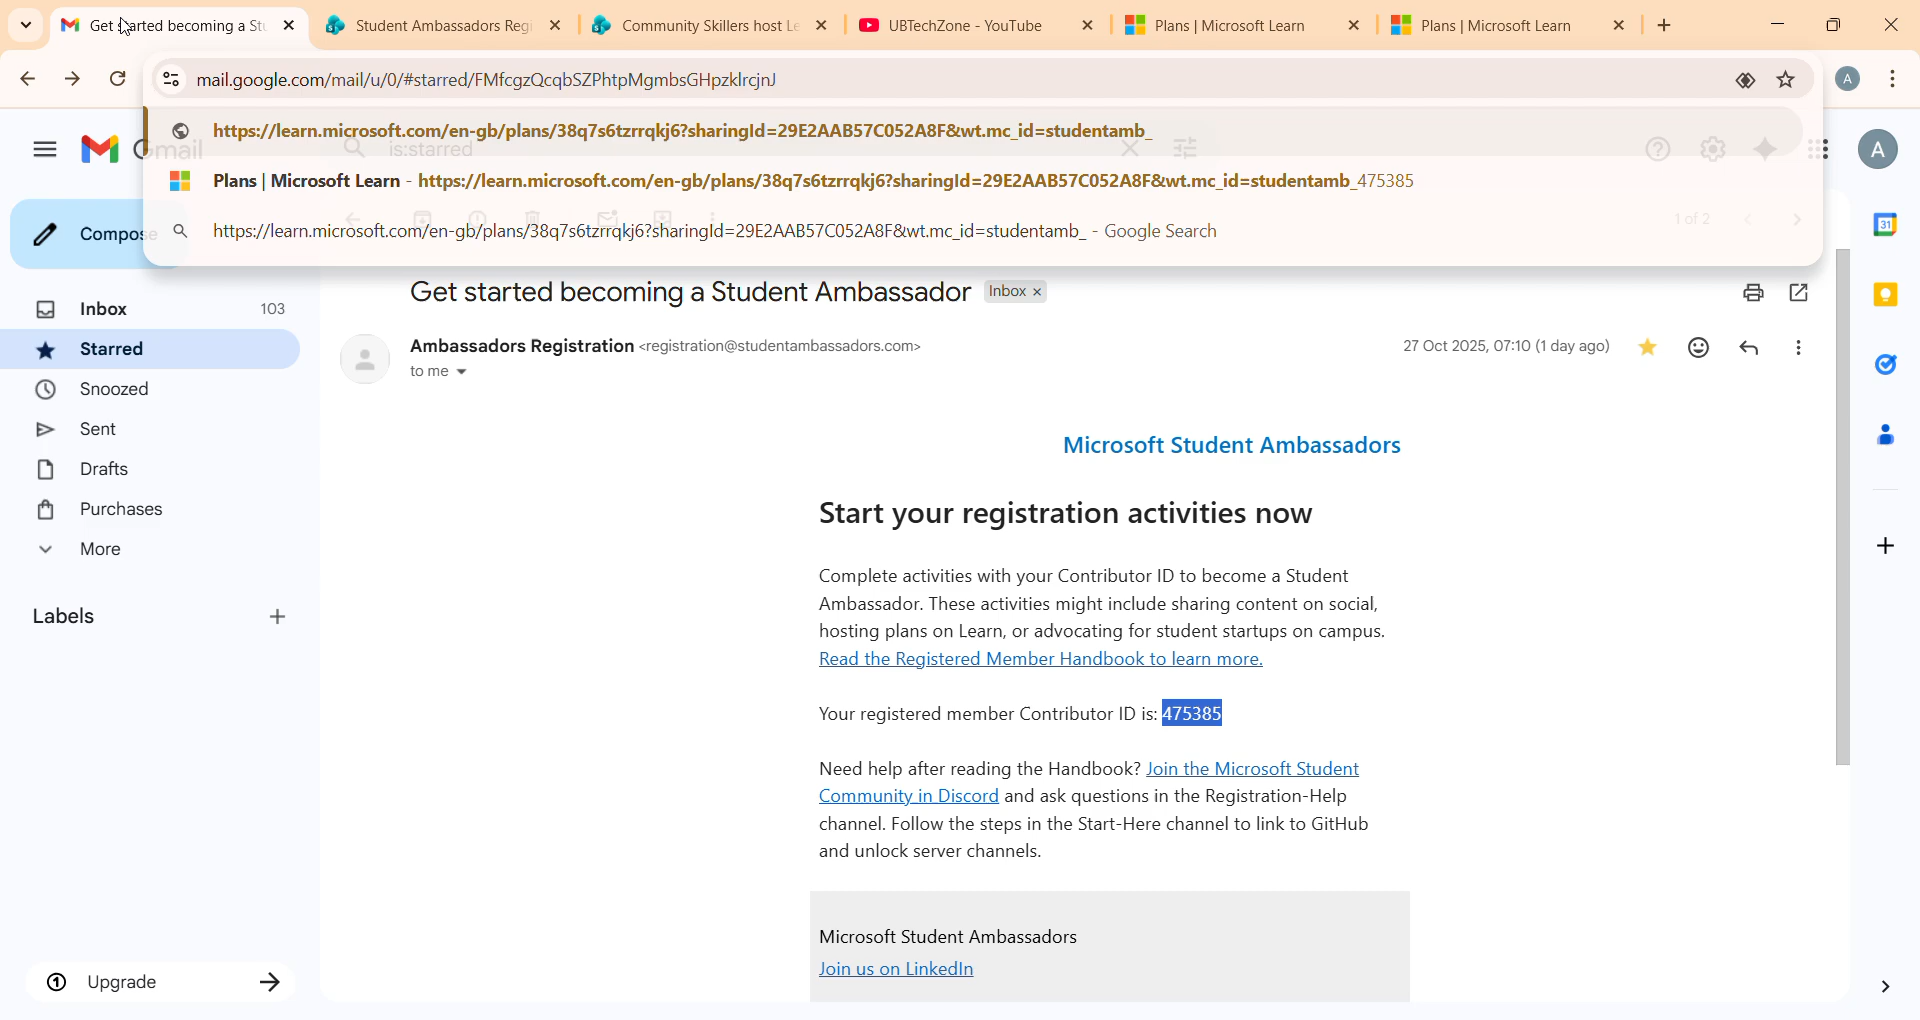 Get started becoming a St
Student Ambassadors Reg
Community Skillers host Le
UBTechZone - YouTube
Plans | Microsoft Learn
Plans | Microsoft Learn
mail.google.com/mail/u/0/#starred/FMfcgzQcqbSZPhtpMgmbsGHpzklrcjnJ
A
https://learn.microsoft.com/en-gb/plans/38q7s6tzrrqkj6?sharingId=29E2AAB57C052A8F&wt.mc_id=studentamb_
Gmail
is:starred
A
Plans | Microsoft Learn - https://learn.microsoft.com/en-gb/plans/38q7s6tzrrqkj6?sharingId=29E2AAB57C052A8F&wt.mc_id=studentamb_475385
Compose
https://learn.microsoft.com/en-gb/plans/38q7s6tzrrqkj6?sharingId=29E2AAB57C052A8F&wt.mc_id=studentamb_ - Google Search
1 of 2
31
Get started becoming a Student Ambassador
Inbox ×
Inbox 103
Starred
Snoozed
Sent
Drafts
Purchases
More
Labels
Upgrade
Ambassadors Registration <registration@studentambassadors.com>
27 Oct 2025, 07:10 (1 day ago)
to me
Microsoft Student Ambassadors
Start your registration activities now
Complete activities with your Contributor ID to become a Student
Ambassador. These activities might include sharing content on social,
hosting plans on Learn, or advocating for student startups on campus.
Read the Registered Member Handbook to learn more.
Your registered member Contributor ID is: 475385
Need help after reading the Handbook? Join the Microsoft Student
Community in Discord and ask questions in the Registration-Help
channel. Follow the steps in the Start-Here channel to link to GitHub
and unlock server channels.
Microsoft Student Ambassadors
Join us on LinkedIn